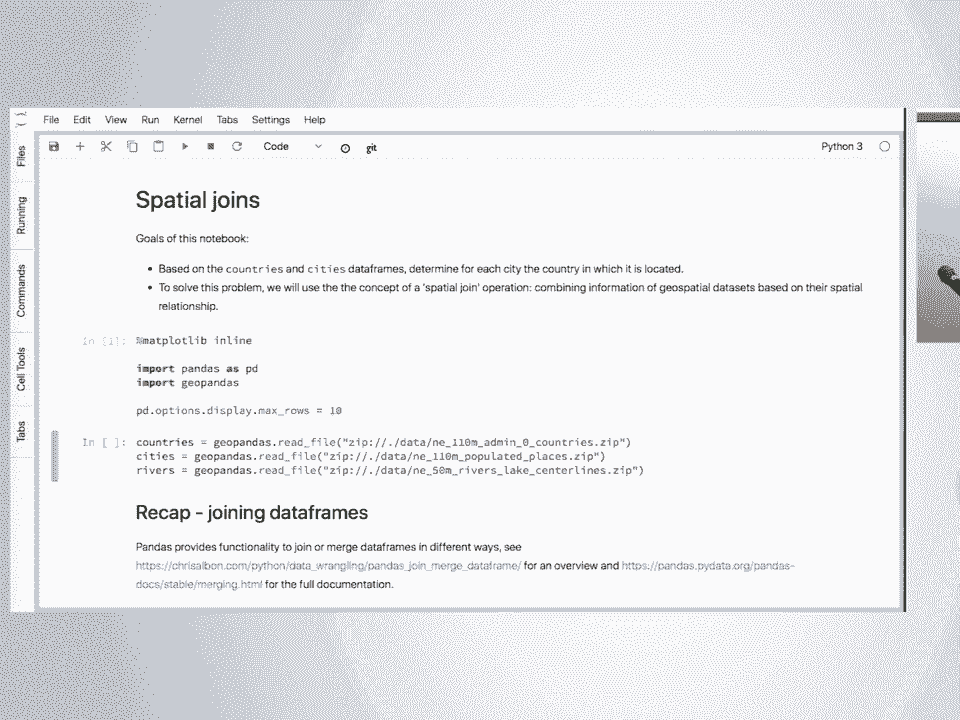 File Edit View Run Kernel Tabs Settings Help
Files
Running
Commands
Cell Tools
Tabs
Code
git
Python 3
Spatial joins
Goals of this notebook:
• Based on the countries and cities dataframes, determine for each city the country in which it is located.
• To solve this problem, we will use the the concept of a 'spatial join' operation: combining information of geospatial datasets based on their spatial
relationship.
In [1]: %matplotlib inline
import pandas as pd
import geopandas
pd.options.display.max_rows = 10
In [ ]: countries = geopandas.read_file("zip://./data/ne_110m_admin_0_countries.zip")
cities = geopandas.read_file("zip://./data/ne_110m_populated_places.zip")
rivers = geopandas.read_file("zip://./data/ne_50m_rivers_lake_centerlines.zip")
Recap - joining dataframes
Pandas provides functionality to join or merge dataframes in different ways, see
https://chrisalbon.com/python/data_wrangling/pandas_join_merge_dataframe/ for an overview and https://pandas.pydata.org/pandas-
docs/stable/merging.html for the full documentation.